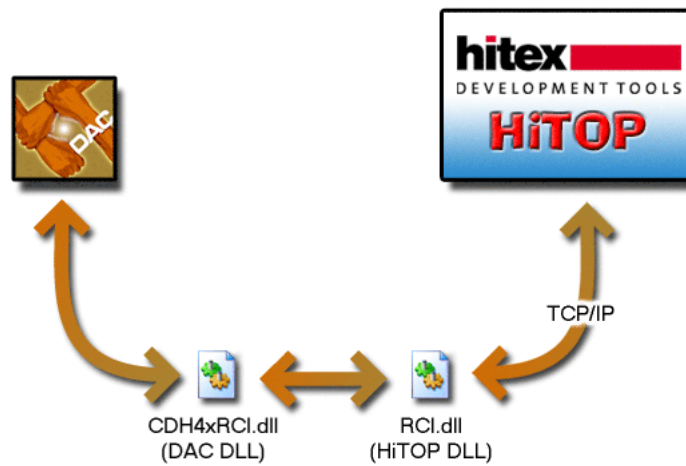 hitex
DEVELOPMENT TOOLS
HiTOP
DAC
TCP/IP
CDH4xRCI.dll
(DAC DLL)
RCI.dll
(HiTOP DLL)